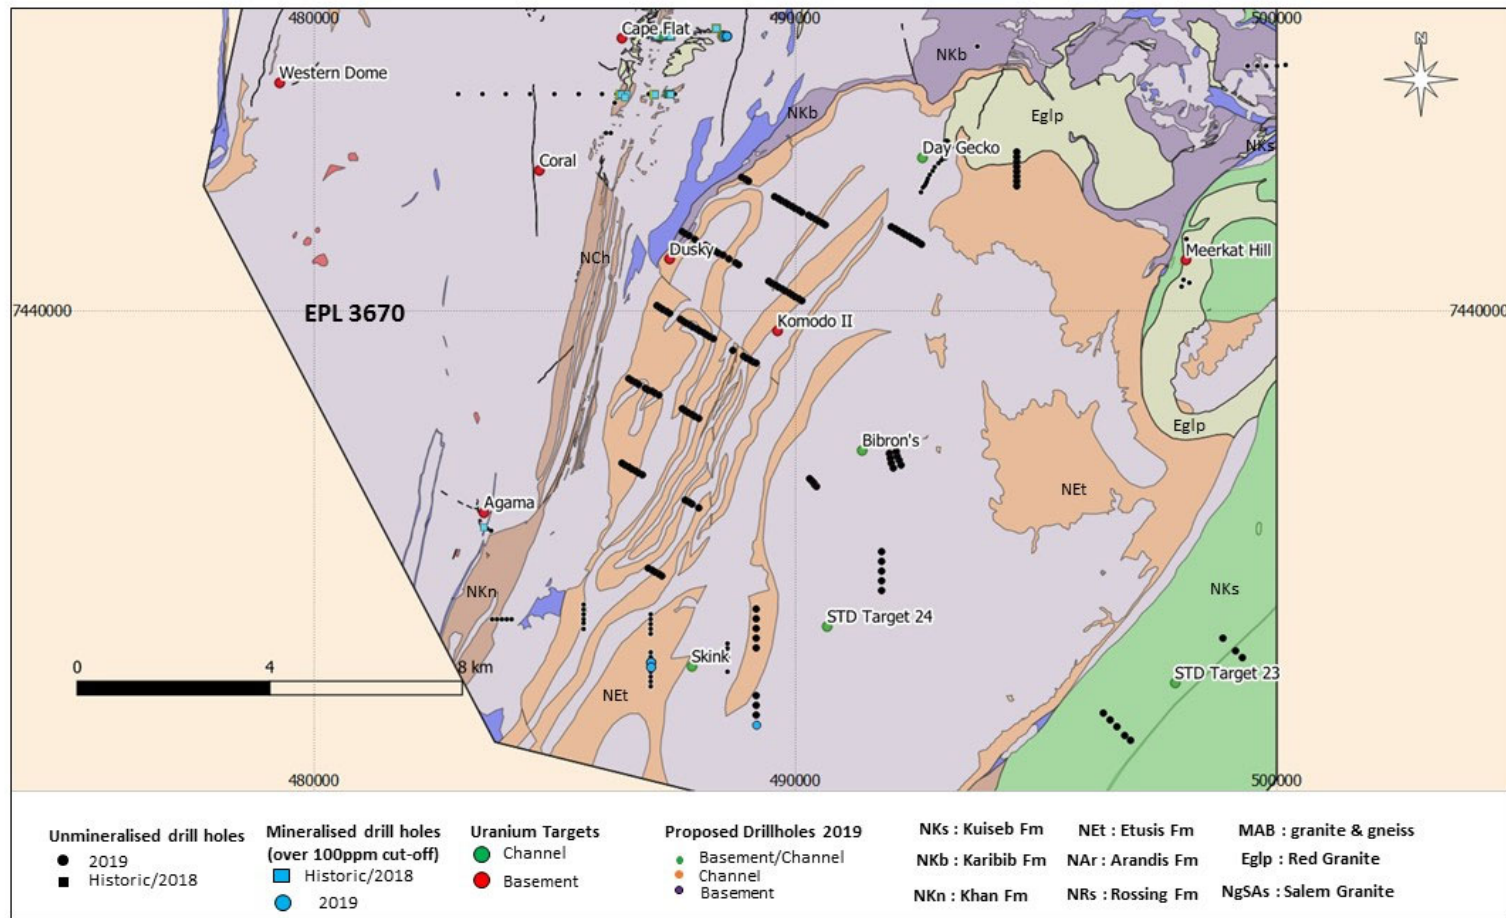 480000
490000
500000
Cape Flat
NKb
Western Dome
NKb
Eglp
NKs
Day Gecko
Coral
Dusky
Meerkat Hill
NCh
EPL 3670
7440000
7440000
Komodo II
Eglp
Bibron's
NEt
Agama
NKn
NKs
STD Target 24
0
4
8 km
Skink
STD Target 23
NEt
480000
490000
500000
Unmineralised drill holes
2019
Historic/2018
Mineralised drill holes
(over 100ppm cut-off)
Historic/2018
2019
Uranium Targets
Channel
Basement
Proposed Drillholes 2019
Basement/Channel
Channel
Basement
NKs : Kuiseb Fm
NKb : Karibib Fm
NKn : Khan Fm
NEt : Etusis Fm
NAr : Arandis Fm
NRs : Rossing Fm
MAB : granite & gneiss
Eglp : Red Granite
NgSAs : Salem Granite
N